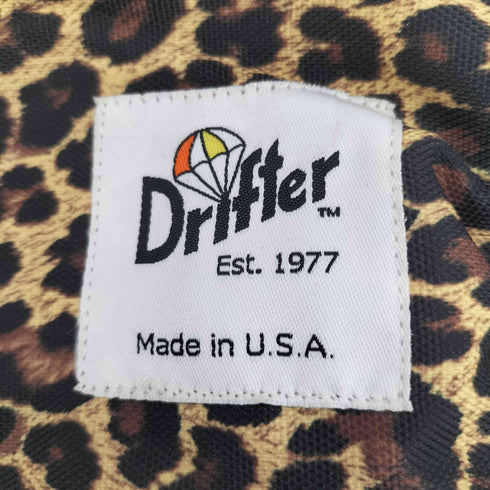 Drifter™
Est. 1977
Made in U.S.A.